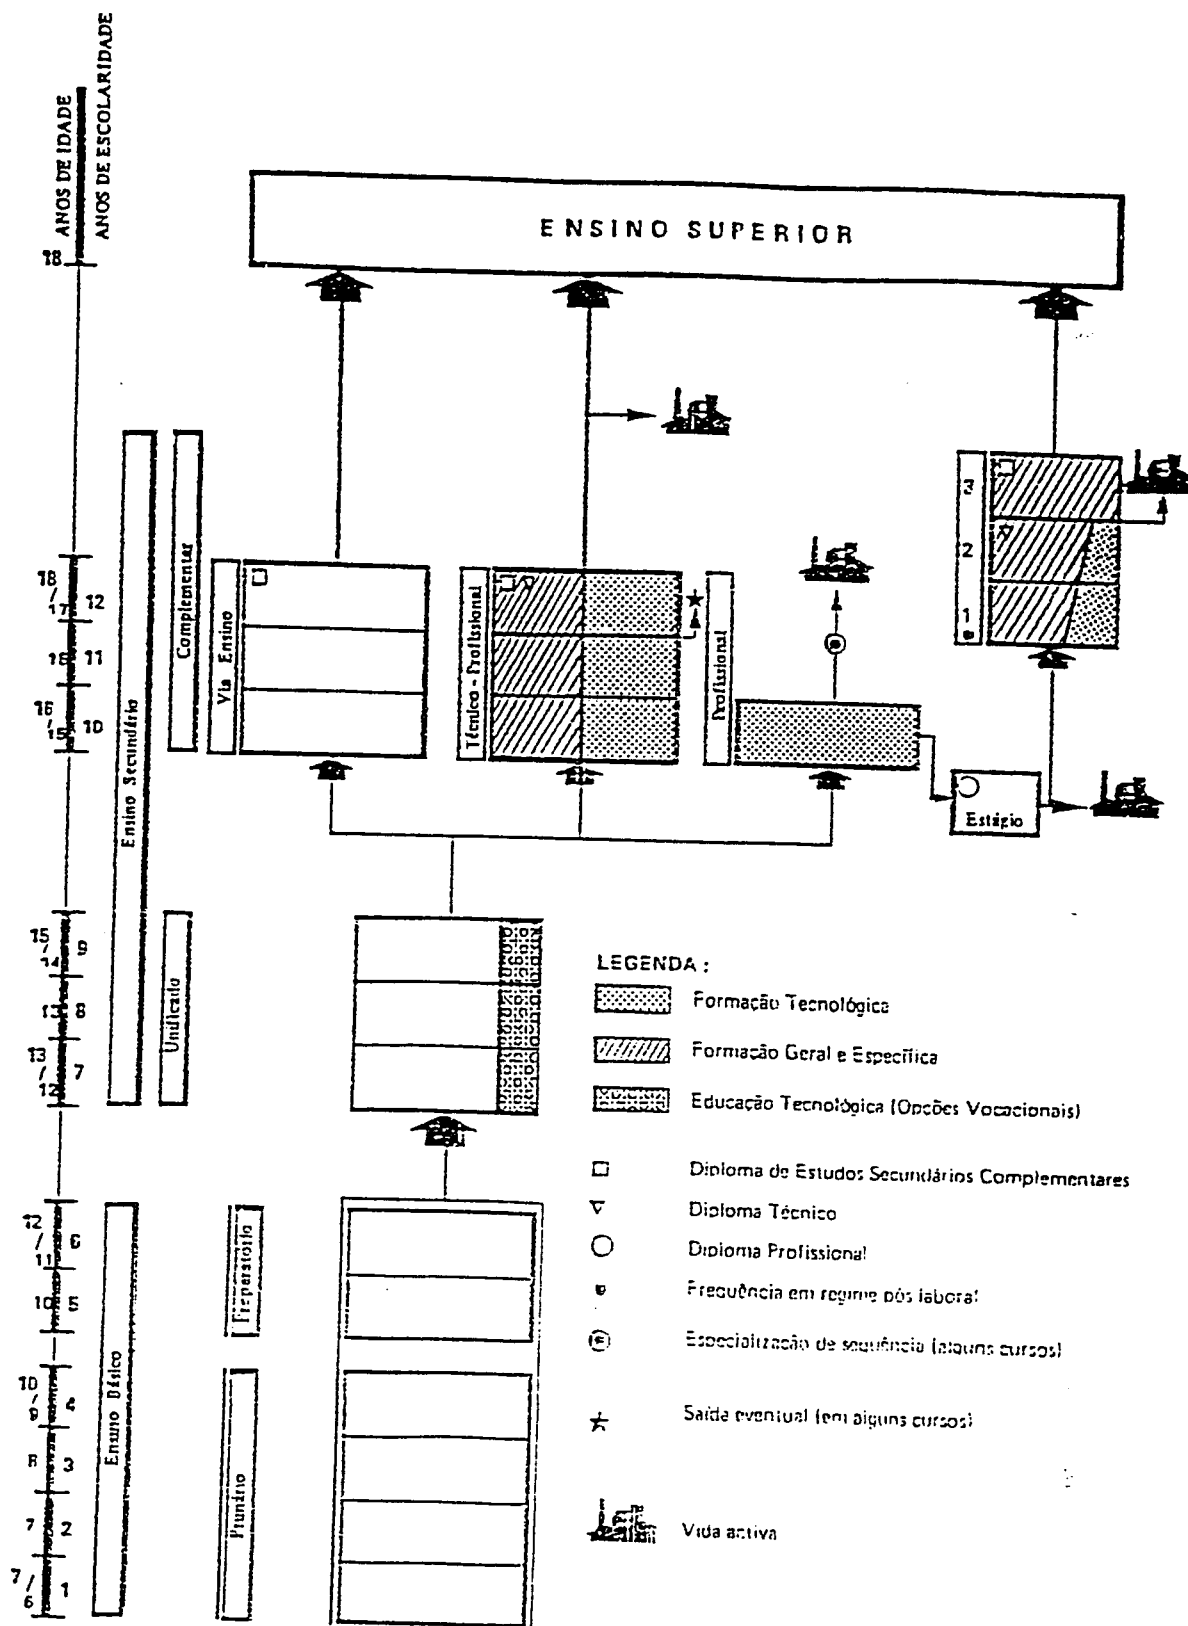 ANOS DE IDADE
ANOS DE ESCOLARIDADE
18
ENSINO SUPERIOR
Ensino Secundário
Complementar
Via Ensino
Técnico - Profissional
Profissional
3
2
1
18 / 17 12
16 11
16 / 15 10
Estágio
Unificado
15 / 14 9
13 8
13 / 12 7
LEGENDA :
Formação Tecnológica
Formação Geral e Específica
Educação Tecnológica (Opções Vocacionais)
Diploma de Estudos Secundários Complementares
Diploma Técnico
Diploma Profissional
Frequência em regime pós laboral
Especialização de sequência (alguns cursos)
Saída eventual (em alguns cursos)
Vida activa
Ensino Básico
Preparatório
Primário
12 / 11 6
10 5
10 / 9 4
8 3
7 2
7 / 6 1